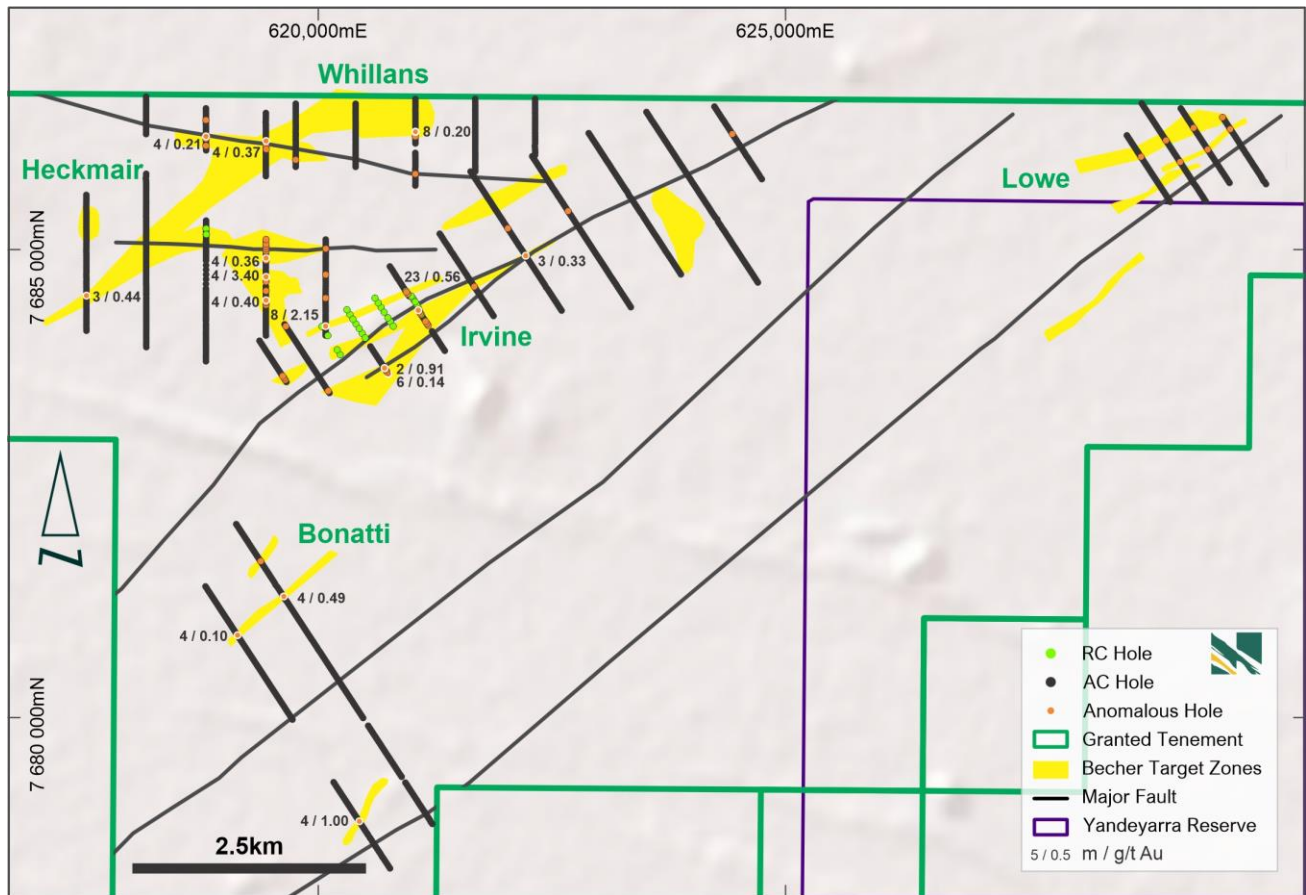 620,000mE
625,000mE
Whillans
4 / 0.21
4 / 0.37
8 / 0.20
Heckmair
Lowe
7 685 000mN
3 / 0.44
4 / 0.36
4 / 3.40
4 / 0.40
8 / 2.15
23 / 0.56
3 / 0.33
Irvine
2 / 0.91
6 / 0.14
N
Bonatti
4 / 0.49
4 / 0.10
7 680 000mN
4 / 1.00
2.5km
RC Hole
AC Hole
Anomalous Hole
Granted Tenement
Becher Target Zones
Major Fault
Yandeyarra Reserve
5 / 0.5 m / g/t Au